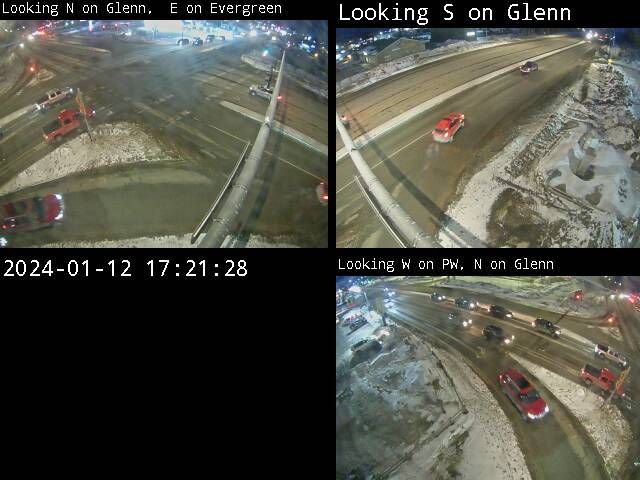 Looking N on Glenn,  E on Evergreen
Looking S on Glenn
2024-01-12 17:21:28
Looking W on PW, N on Glenn